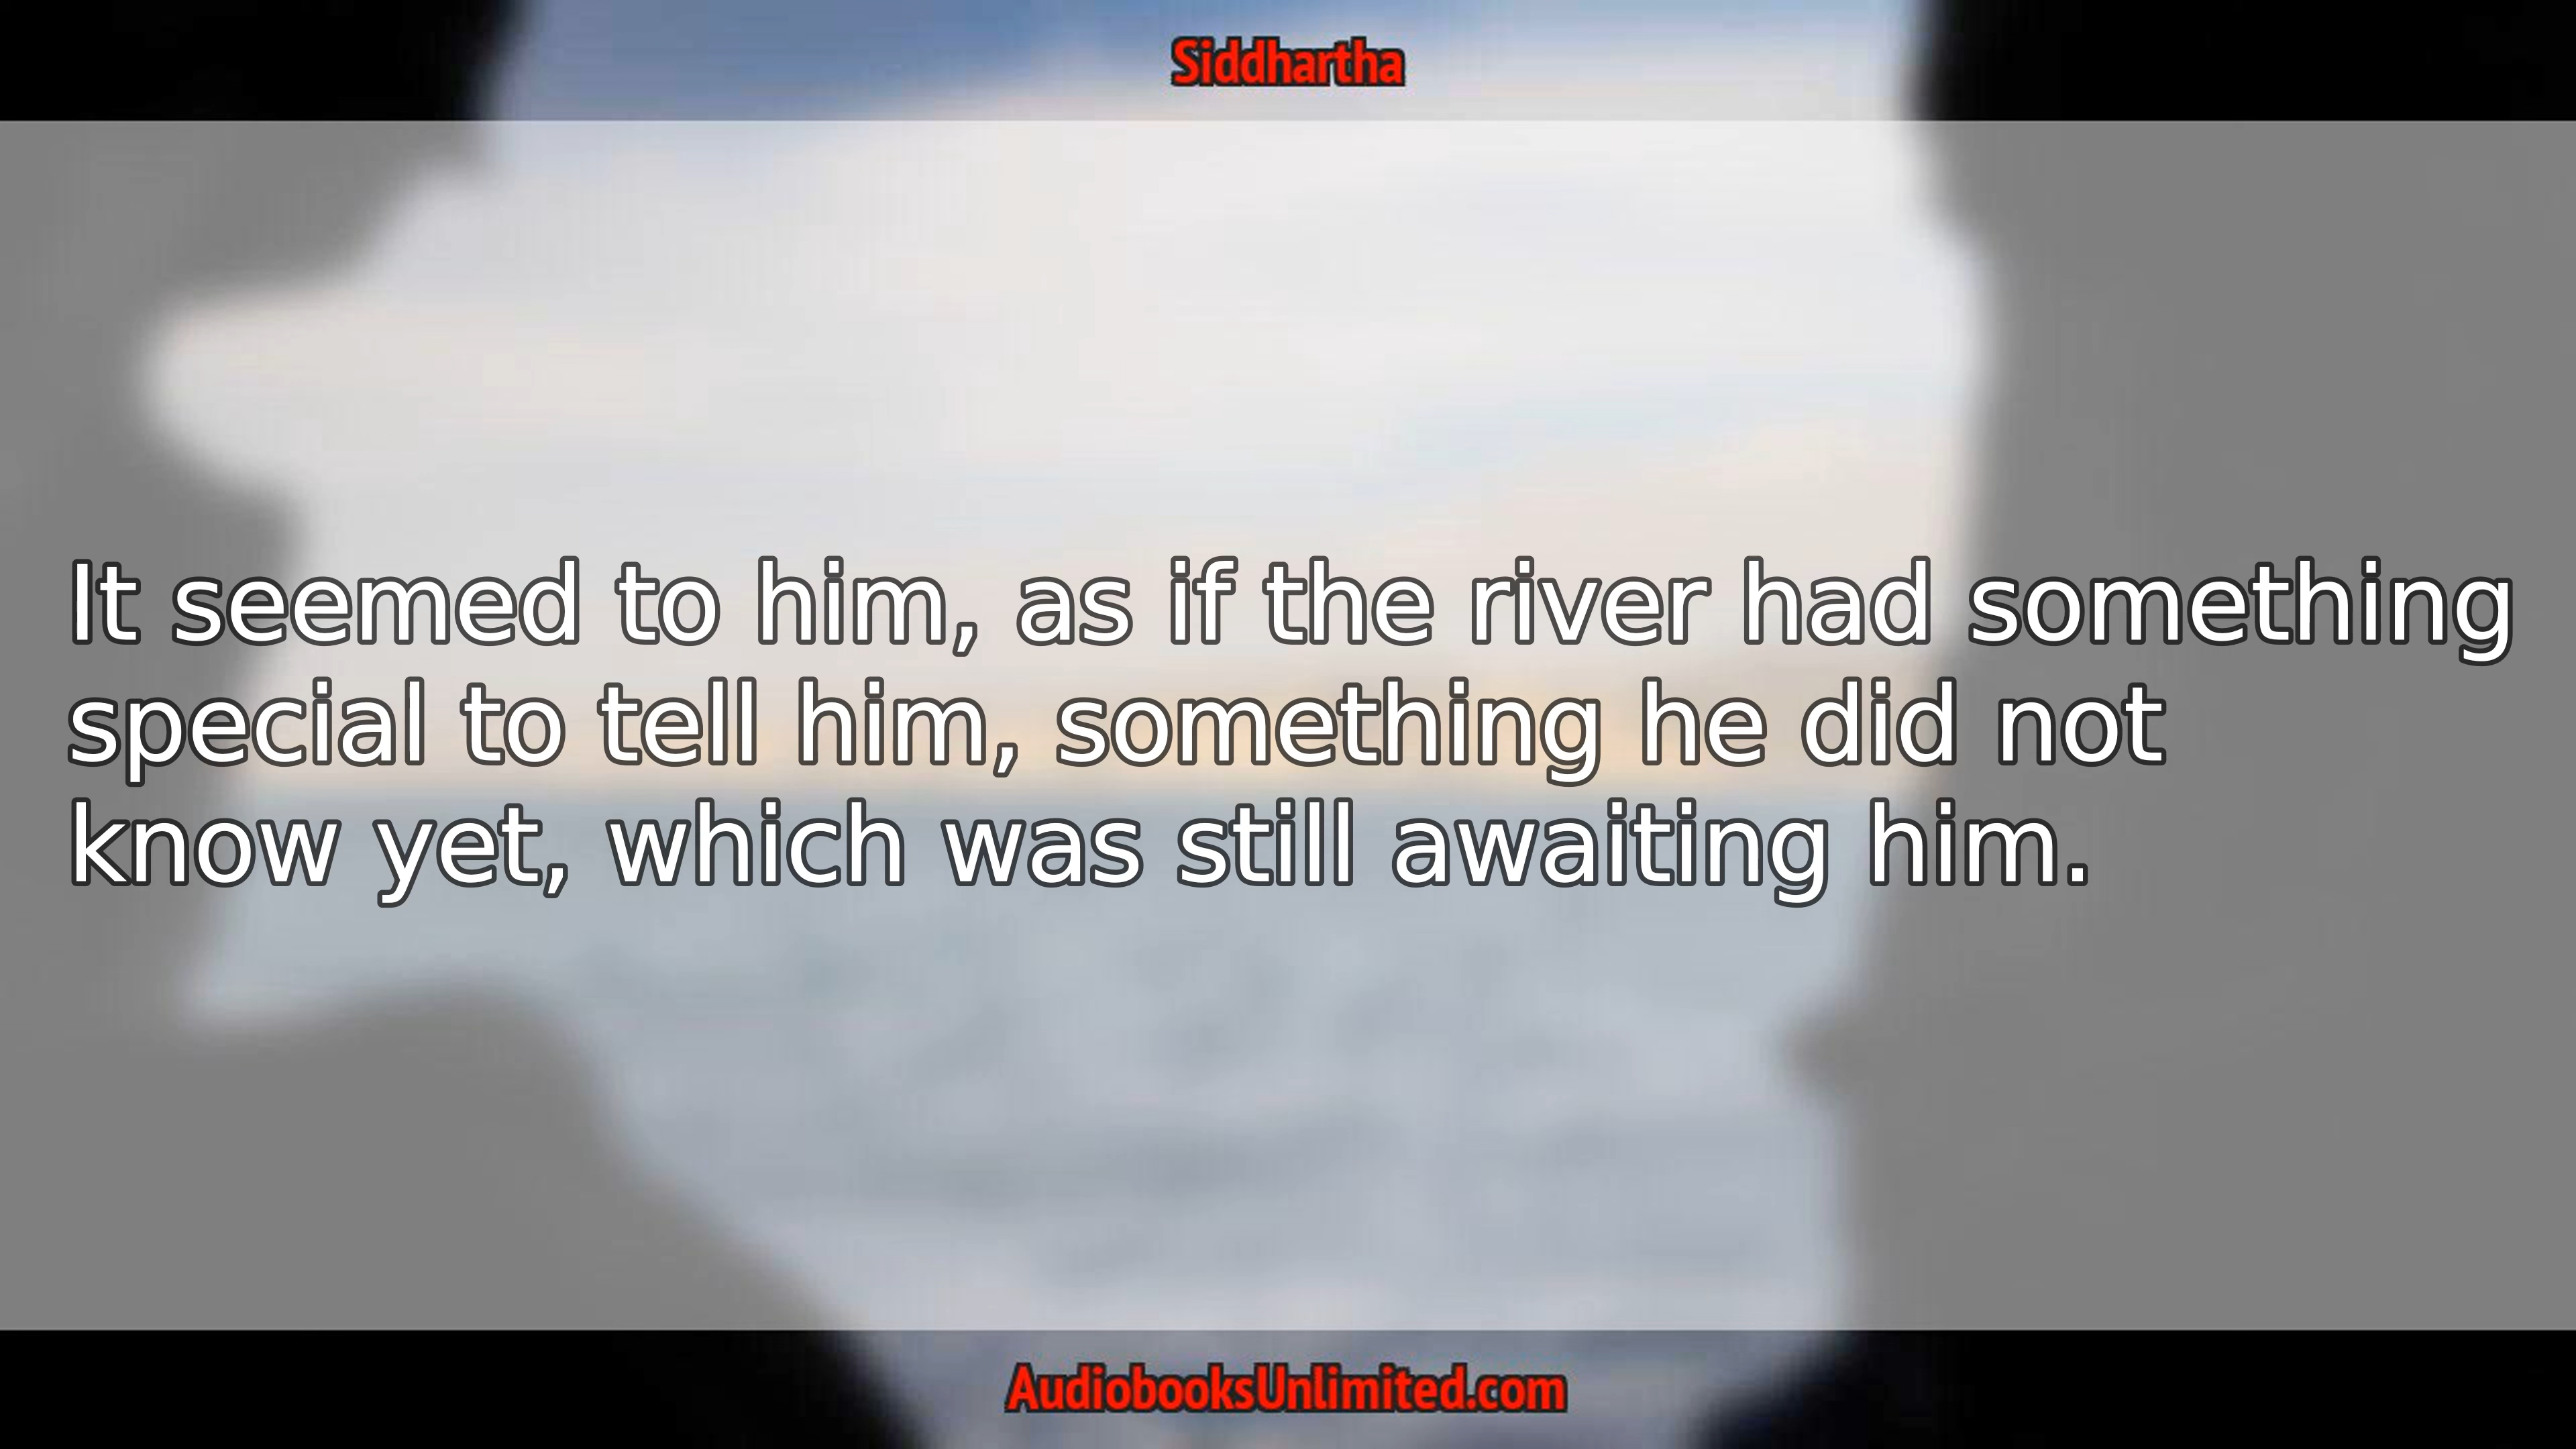 Siddhartha
It seemed to him, as if the river had something
special to tell him, something he did not
know yet, which was still awaiting him.
AudiobooksUnlimited.com